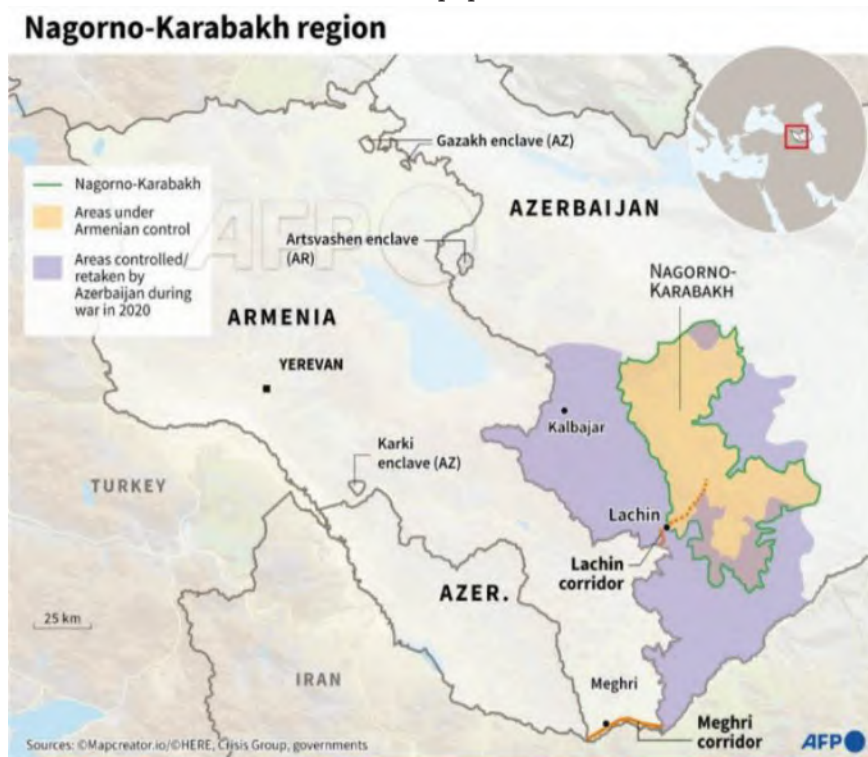 Nagorno-Karabakh region
Gazakh enclave (AZ)
Nagorno-Karabakh
Areas under
Armenian control
Areas controlled/
retaken by
Azerbaijan during
war in 2020
AFP
AZERBAIJAN
Artsvashen enclave
(AR)
NAGORNO-
KARABAKH
ARMENIA
YEREVAN
Kalbajar
Karki
enclave (AZ)
TURKEY
Lachin
Lachin
corridor
AZER.
25 km
IRAN
Meghri
Meghri
corridor
Sources: ©Mapcreator.io/©HERE, Crisis Group, governments
AFP